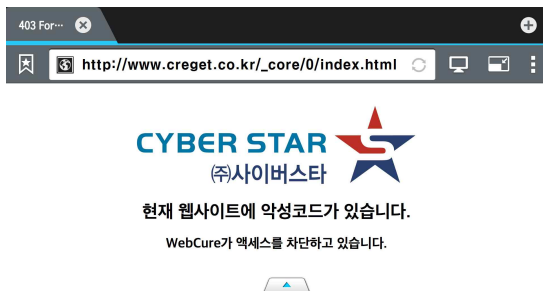 403 For…
http://www.creget.co.kr/_core/0/index.html
CYBER STAR
㈜사이버스타
현재 웹사이트에 악성코드가 있습니다.
WebCure가 액세스를 차단하고 있습니다.